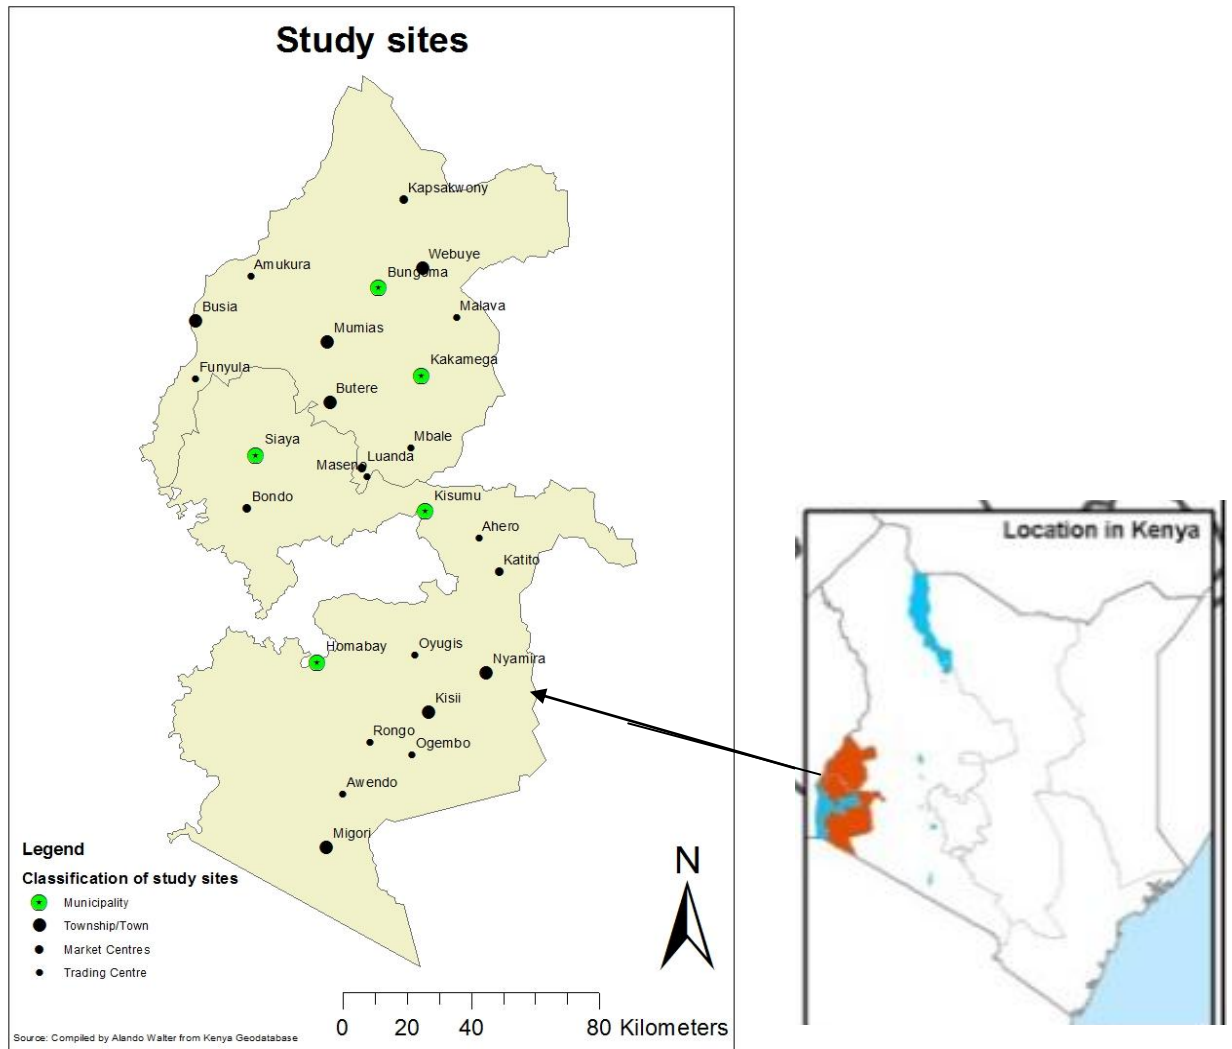 Study sites
Kapsakwony
Webuye
Amukura
Bungoma
Busia
Malava
Mumias
Kakamega
Funyula
Butere
Siaya
Mbale
Luanda
Maseno
Bondo
Kisumu
Ahero
Katito
Homabay
Oyugis
Nyamira
Kisii
Rongo
Ogembo
Awendo
Migori
Legend
Classification of study sites
Municipality
Township/Town
Market Centres
Trading Centre
N
0 20 40 80 Kilometers
Source: Compiled by Alando Walter from Kenya Geodatabase
Location in Kenya